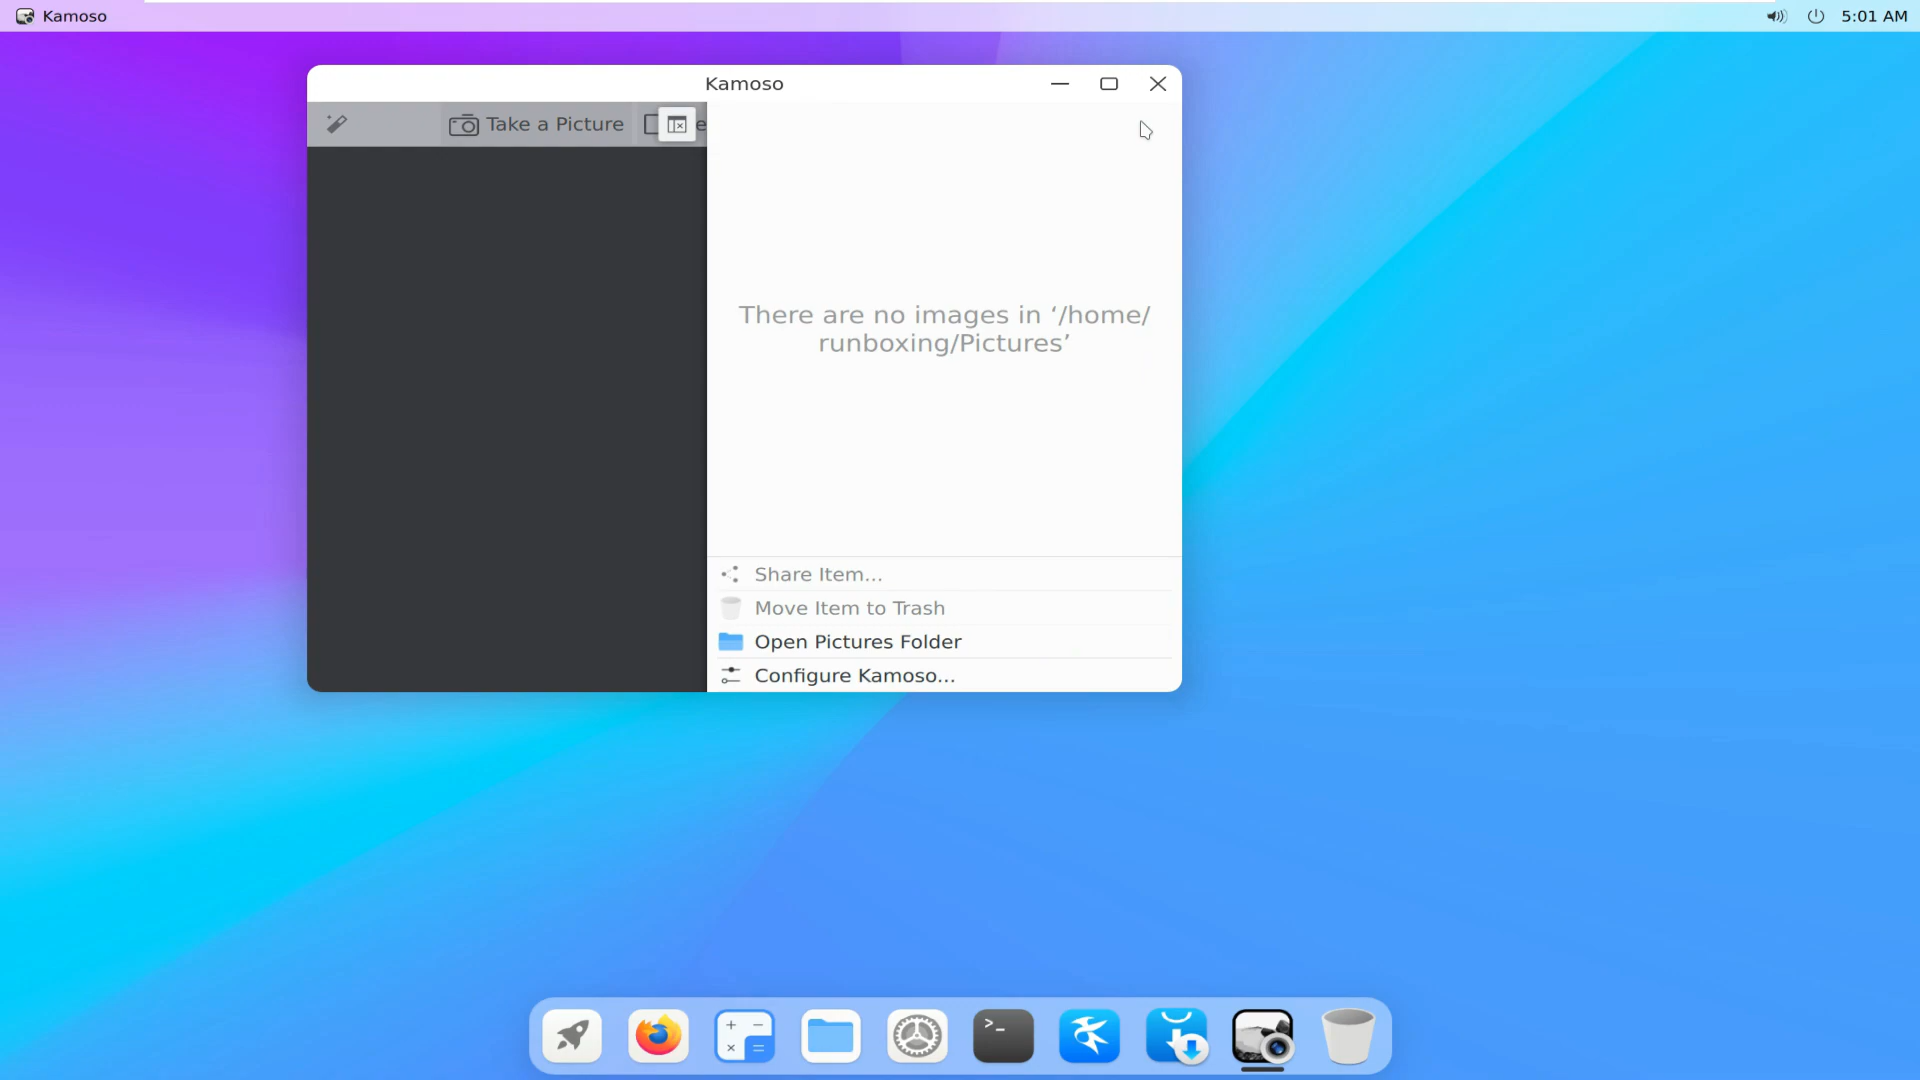 Kamoso
5:01 AM
Kamoso
Take a Picture
There are no images in ‘/home/
runboxing/Pictures’
Share Item...
Move Item to Trash
Open Pictures Folder
Configure Kamoso...
>_